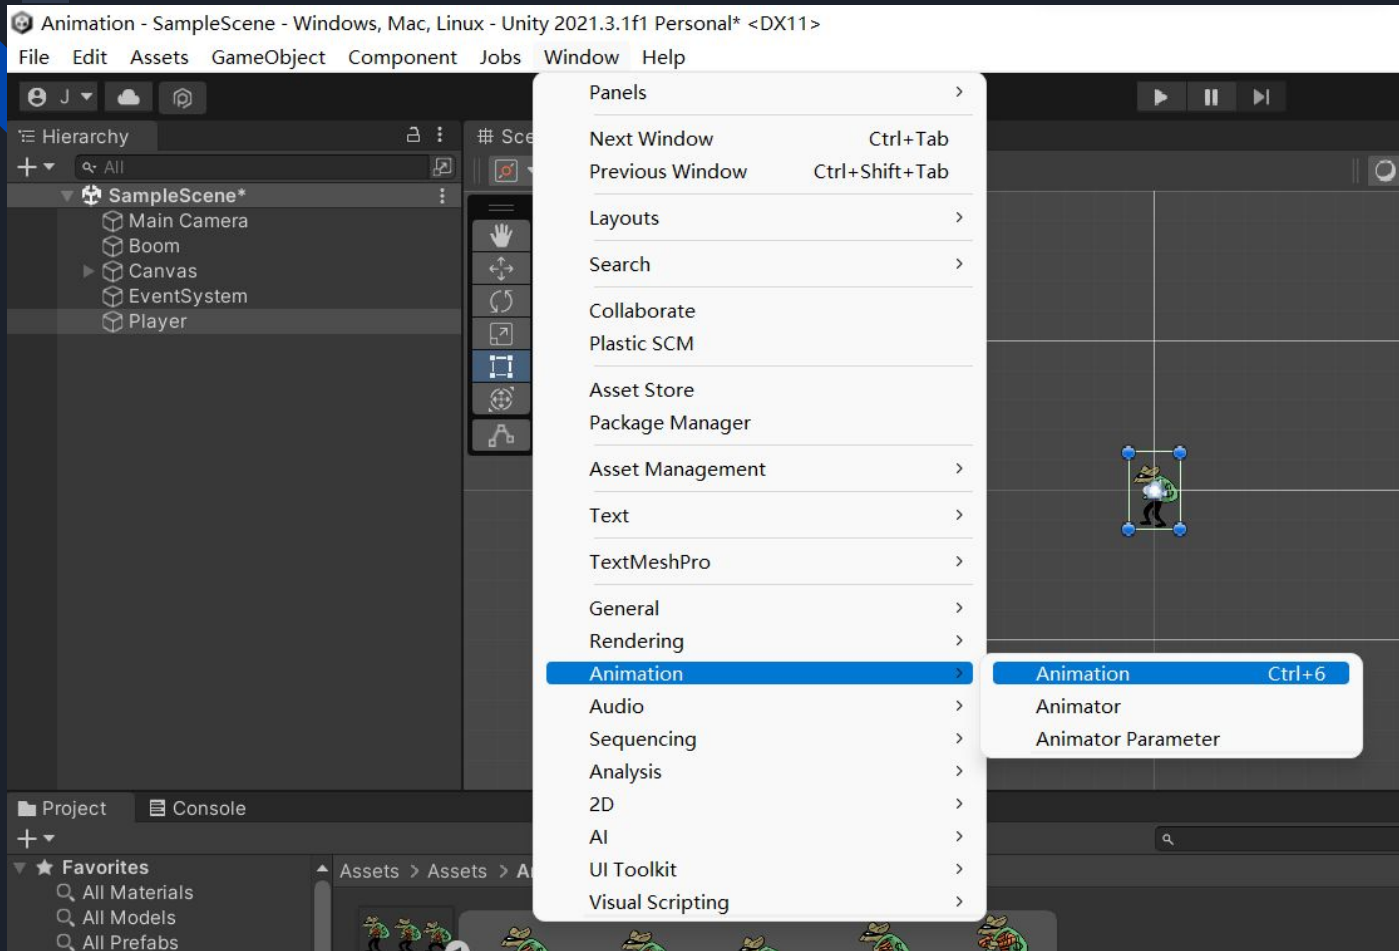 Animation - SampleScene - Windows, Mac, Linux - Unity 2021.3.1f1 Personal* <DX11>
File Edit Assets GameObject Component Jobs Window Help
J
Hierarchy
All
SampleScene*
Main Camera
Boom
Canvas
EventSystem
Player
# Sce
Panels
Next Window Ctrl+Tab
Previous Window Ctrl+Shift+Tab
Layouts
Search
Collaborate
Plastic SCM
Asset Store
Package Manager
Asset Management
Text
TextMeshPro
General
Rendering
Animation
Audio
Sequencing
Analysis
2D
AI
UI Toolkit
Visual Scripting
Animation Ctrl+6
Animator
Animator Parameter
Project Console
Favorites
All Materials
All Models
All Prefabs
Assets > Assets > A